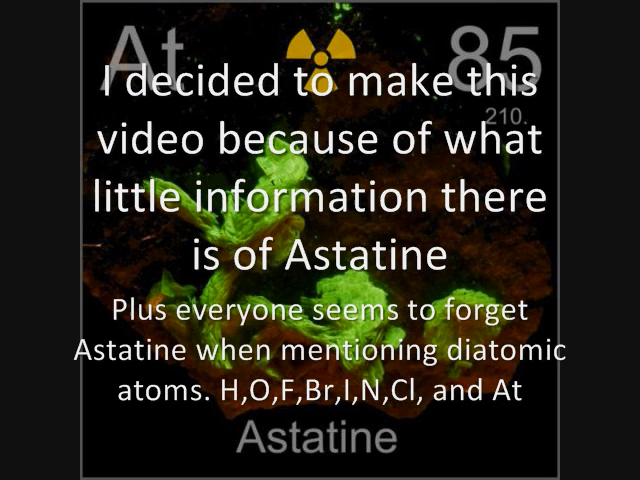 At 85
210.
I decided to make this
video because of what
little information there
is of Astatine
Plus everyone seems to forget
Astatine when mentioning diatomic
atoms. H,O,F,Br,I,N,Cl, and At
Astatine